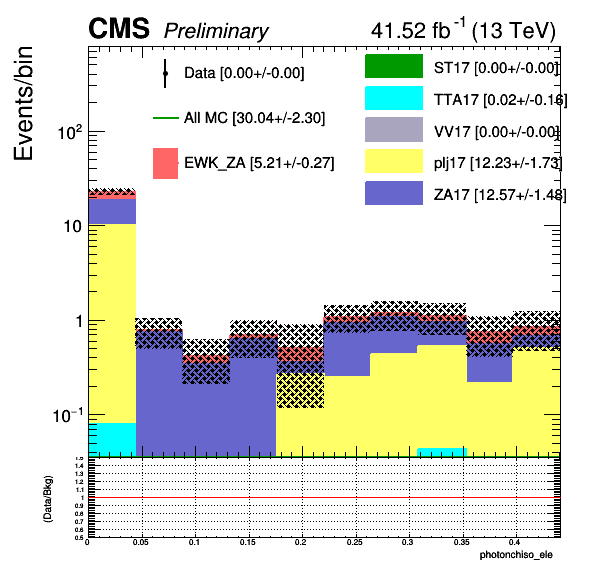 CMS Preliminary 41.52 fb⁻¹ (13 TeV)
Events/bin
Data [0.00+/-0.00]
All MC [30.04+/-2.30]
EWK_ZA [5.21+/-0.27]
ST17 [0.00+/-0.00]
TTA17 [0.02+/-0.16]
VV17 [0.00+/-0.00]
plj17 [12.23+/-1.73]
ZA17 [12.57+/-1.48]
10²
10
1
10⁻¹
(Data/Bkg)
1.5
1.4
1.3
1.2
1.1
1
0.9
0.8
0.7
0.6
0.5
0 0.05 0.1 0.15 0.2 0.25 0.3 0.35 0.4
photonchiso_ele